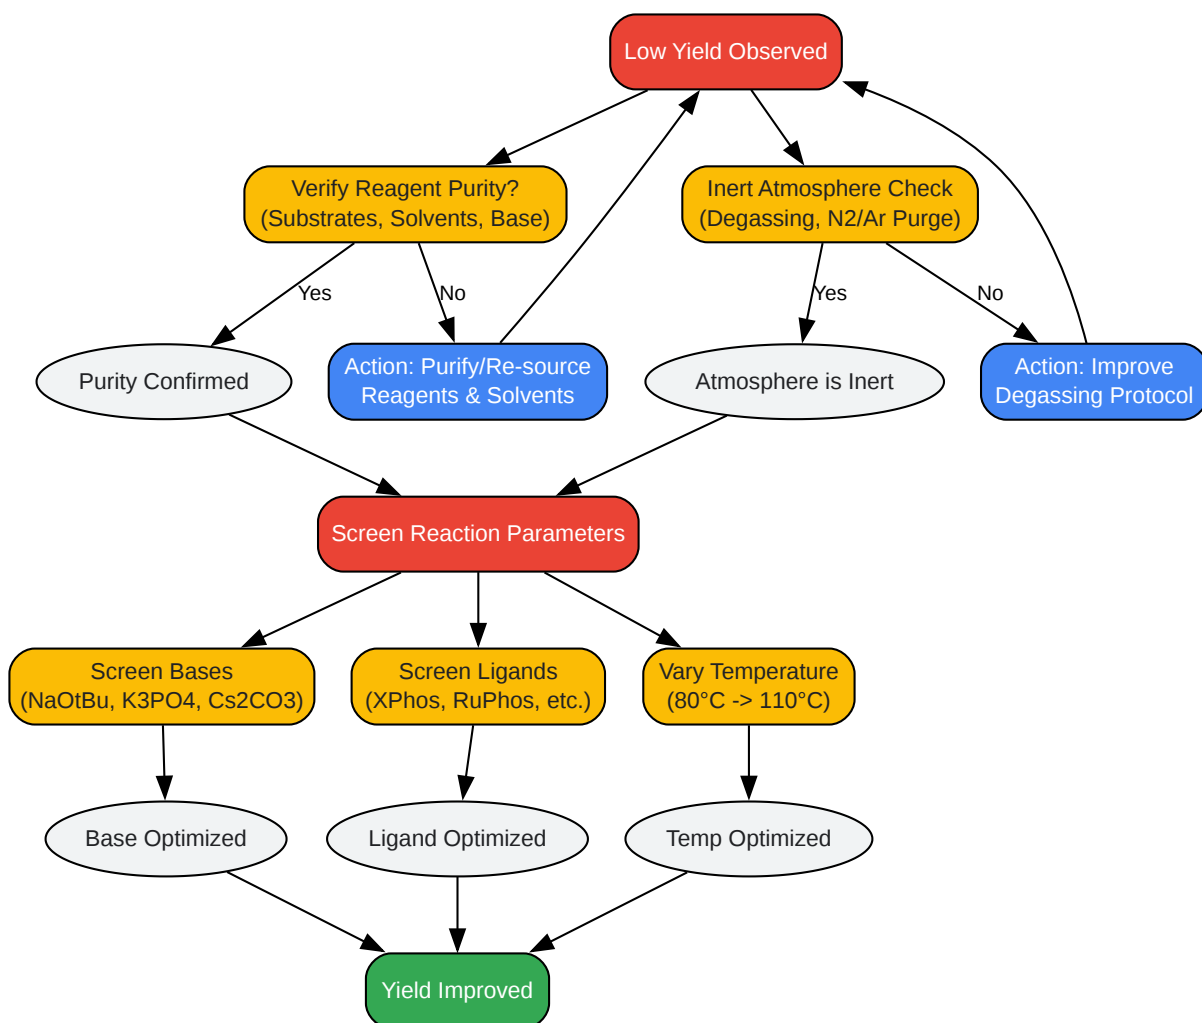 Low Yield Observed
Verify Reagent Purity?
(Substrates, Solvents, Base)
Inert Atmosphere Check
(Degassing, N2/Ar Purge)
Yes
No
Yes
No
Purity Confirmed
Action: Purify/Re-source
Reagents & Solvents
Atmosphere is Inert
Action: Improve
Degassing Protocol
Screen Reaction Parameters
Screen Bases
(NaOtBu, K3PO4, Cs2CO3)
Screen Ligands
(XPhos, RuPhos, etc.)
Vary Temperature
(80°C -> 110°C)
Base Optimized
Ligand Optimized
Temp Optimized
Yield Improved